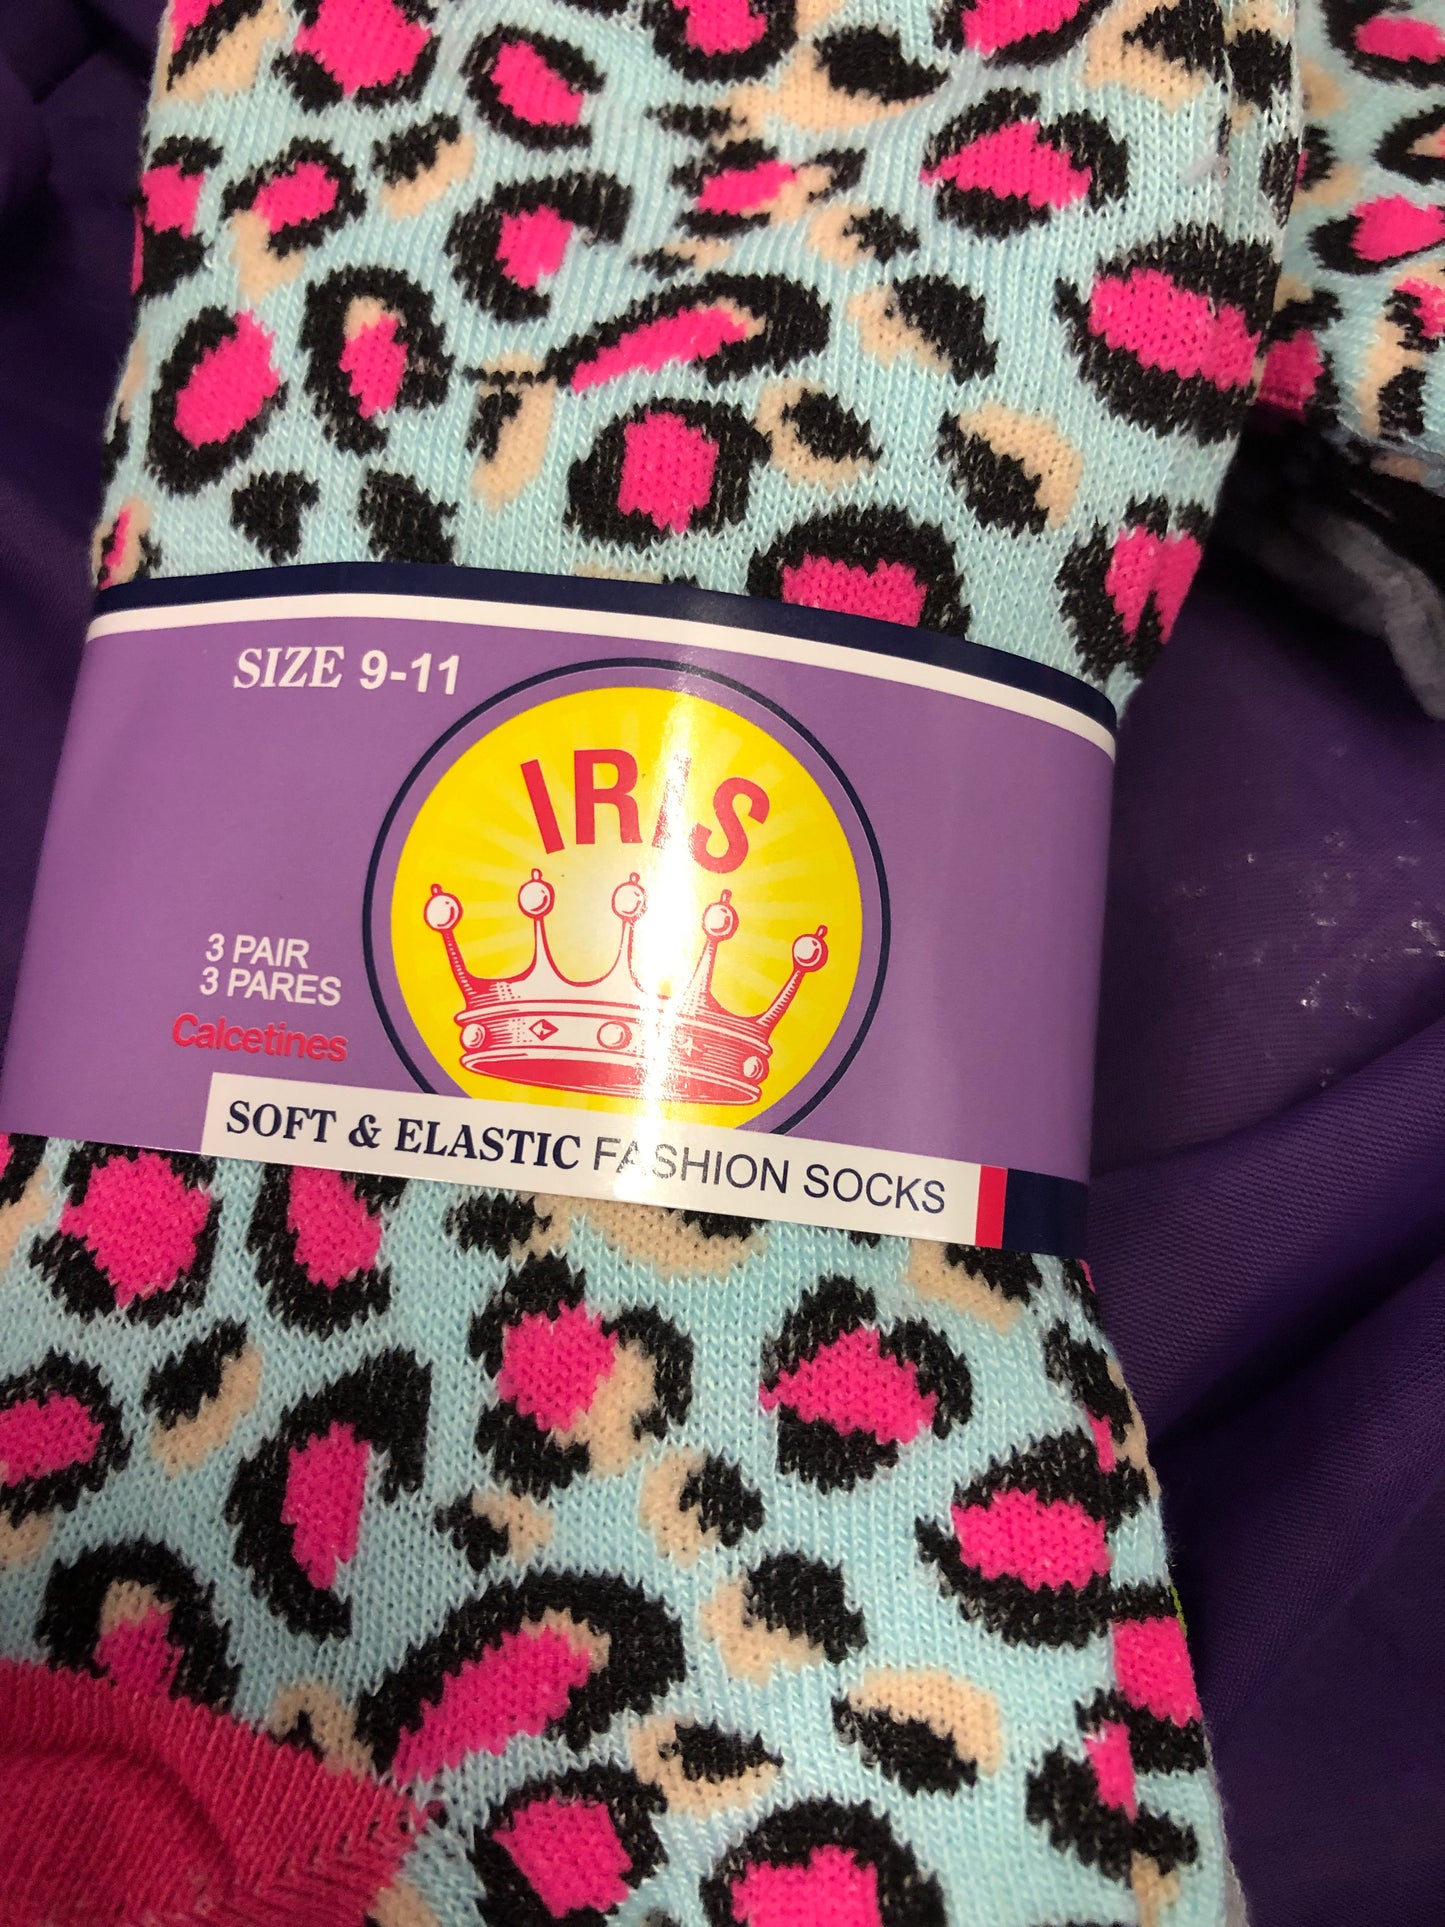 SIZE 9-11
IRIS
3 PAIR
3 PARES
Calcetines
SOFT & ELASTIC FASHION SOCKS